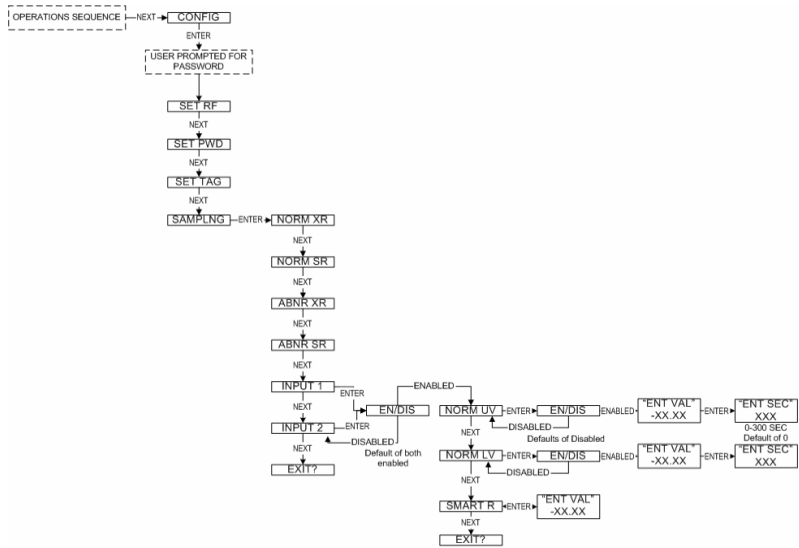 OPERATIONS SEQUENCE
NEXT
CONFIG
ENTER
USER PROMPTED FOR
PASSWORD
SET RF
NEXT
SET PWD
NEXT
SET TAG
NEXT
SAMPLNG
ENTER
NORM XR
NEXT
NORM SR
NEXT
ABNR XR
NEXT
ABNR SR
NEXT
INPUT 1
ENTER
NEXT
INPUT 2
ENTER
NEXT
EXIT?
EN/DIS
ENABLED
DISABLED
Default of both
enabled
NORM UV
ENTER
EN/DIS
DISABLED
Defaults of Disabled
ENABLED
"ENT VAL"
-XX.XX
ENTER
"ENT SEC"
XXX
0-300 SEC
Default of 0
NEXT
NORM LV
ENTER
EN/DIS
DISABLED
ENABLED
"ENT VAL"
-XX.XX
ENTER
"ENT SEC"
XXX
NEXT
SMART R
ENTER
"ENT VAL"
-XX.XX
NEXT
EXIT?